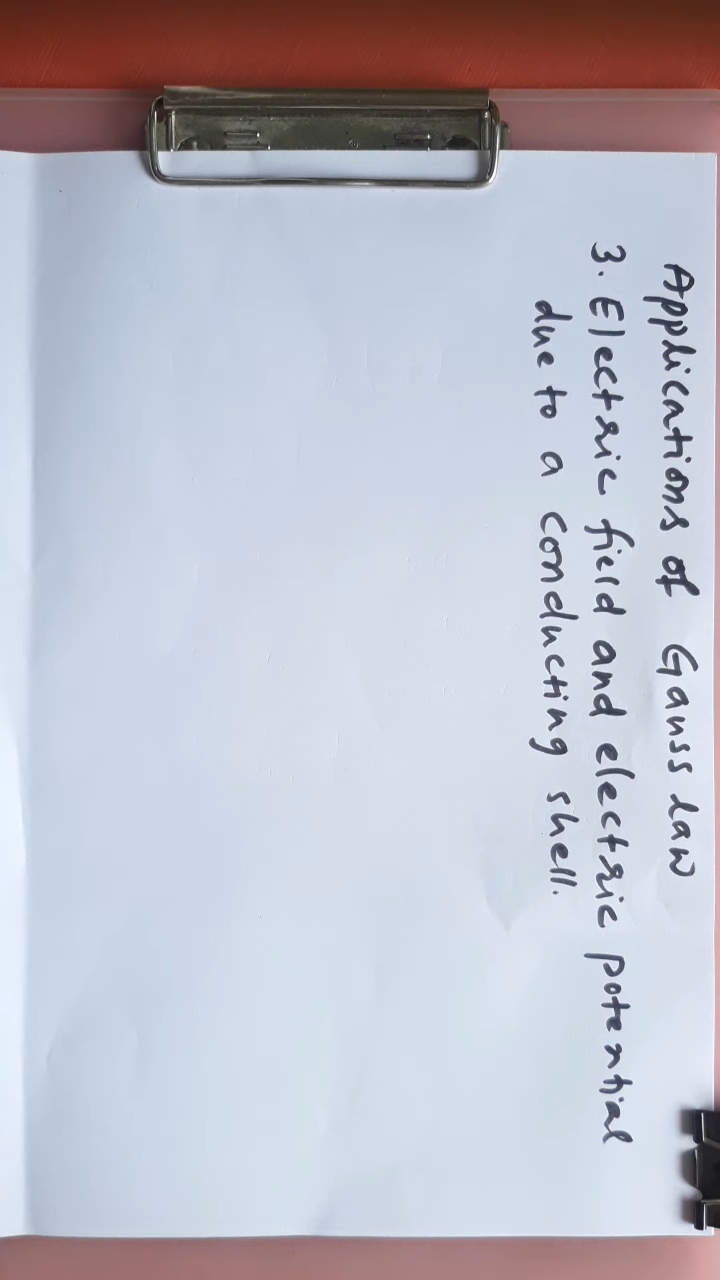 Applications of Gauss law
3. Electric field and electric potential
due to a conducting shell.